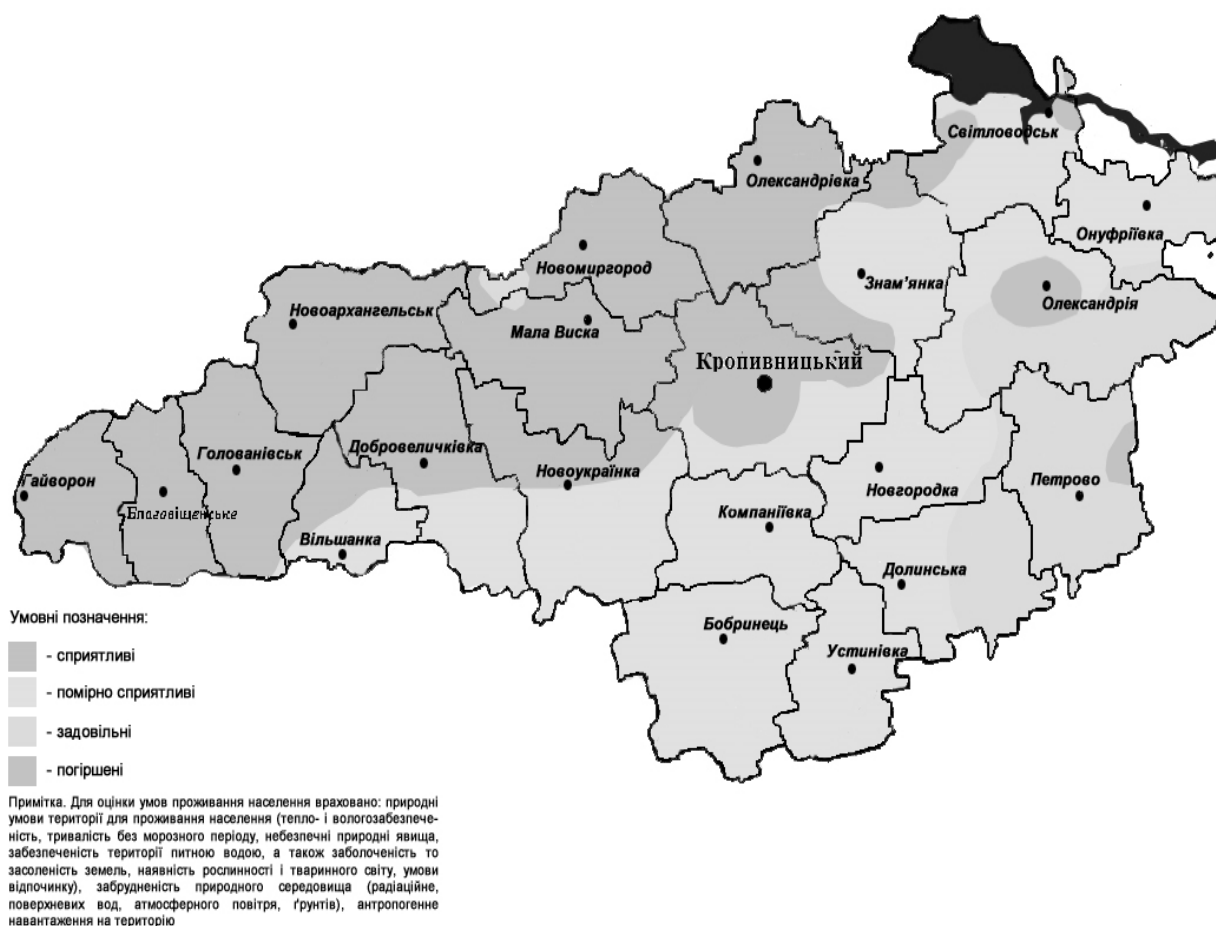 Світловодськ
Олександрівка
Онуфріївка
Новомиргород
Знам’янка
Олександрія
Новоархангельськ
Мала Виска
Кропивницький
Голованівськ
Добровеличківка
Гайворон
Новоукраїнка
Новгородка
Петрово
Благовіщенське
Компаніївка
Вільшанка
Долинська
Бобринець
Устинівка
Умовні позначення:
- сприятливі
- помірно сприятливі
- задовільні
- погіршені
Примітка. Для оцінки умов проживання населення враховано: природні
умови території для проживання населення (тепло- і вологозабезпече-
ність, тривалість без морозного періоду, небезпечні природні явища,
забезпеченість території питною водою, а також заболоченість то
засоленість земель, наявність рослинності і тваринного світу, умови
відпочинку), забрудненість природного середовища (радіаційне,
поверхневих вод, атмосферного повітря, ґрунтів), антропогенне
навантаження на територію